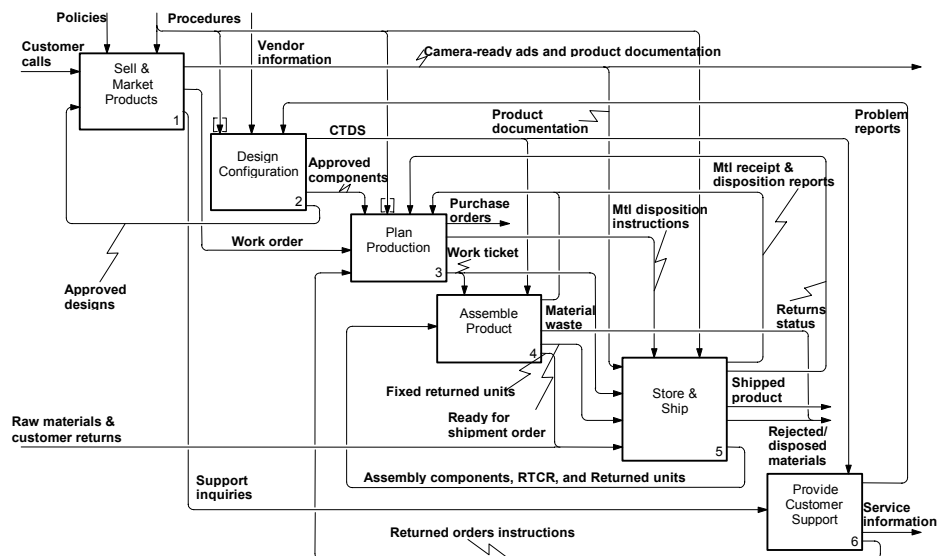 Policies
Procedures
Customer
calls
Vendor
information
Camera-ready ads and product documentation
Sell &
Market
Products
1
Product
documentation
Problem
reports
CTDS
Design
Configuration
2
Approved
components
Mtl receipt &
disposition reports
Purchase
orders
Mtl disposition
instructions
Plan
Production
3
Work order
Work ticket
Approved
designs
Assemble
Product
4
Material
waste
Returns
status
Fixed returned units
Store &
Ship
5
Shipped
product
Ready for
shipment order
Raw materials &
customer returns
Rejected/
disposed
materials
Assembly components, RTCR, and Returned units
Support
inquiries
Provide
Customer
Support
6
Service
information
Returned orders instructions